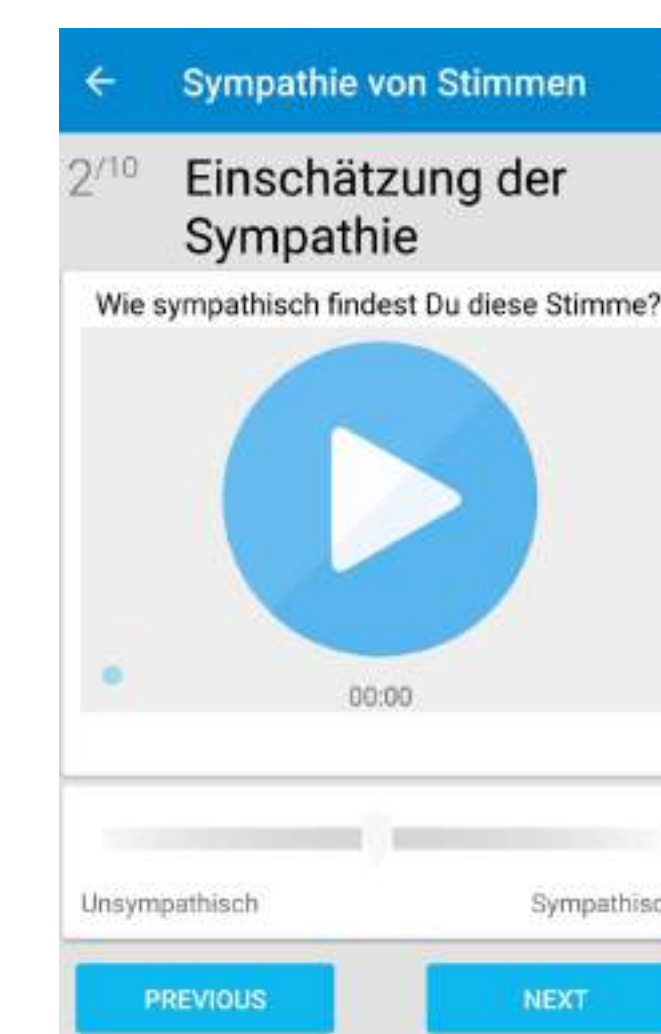 Sympathie von Stimmen
2/10 Einschätzung der
Sympathie
Wie sympathisch findest Du diese Stimme?
00:00
Unsympathisch Sympathisc
PREVIOUS NEXT